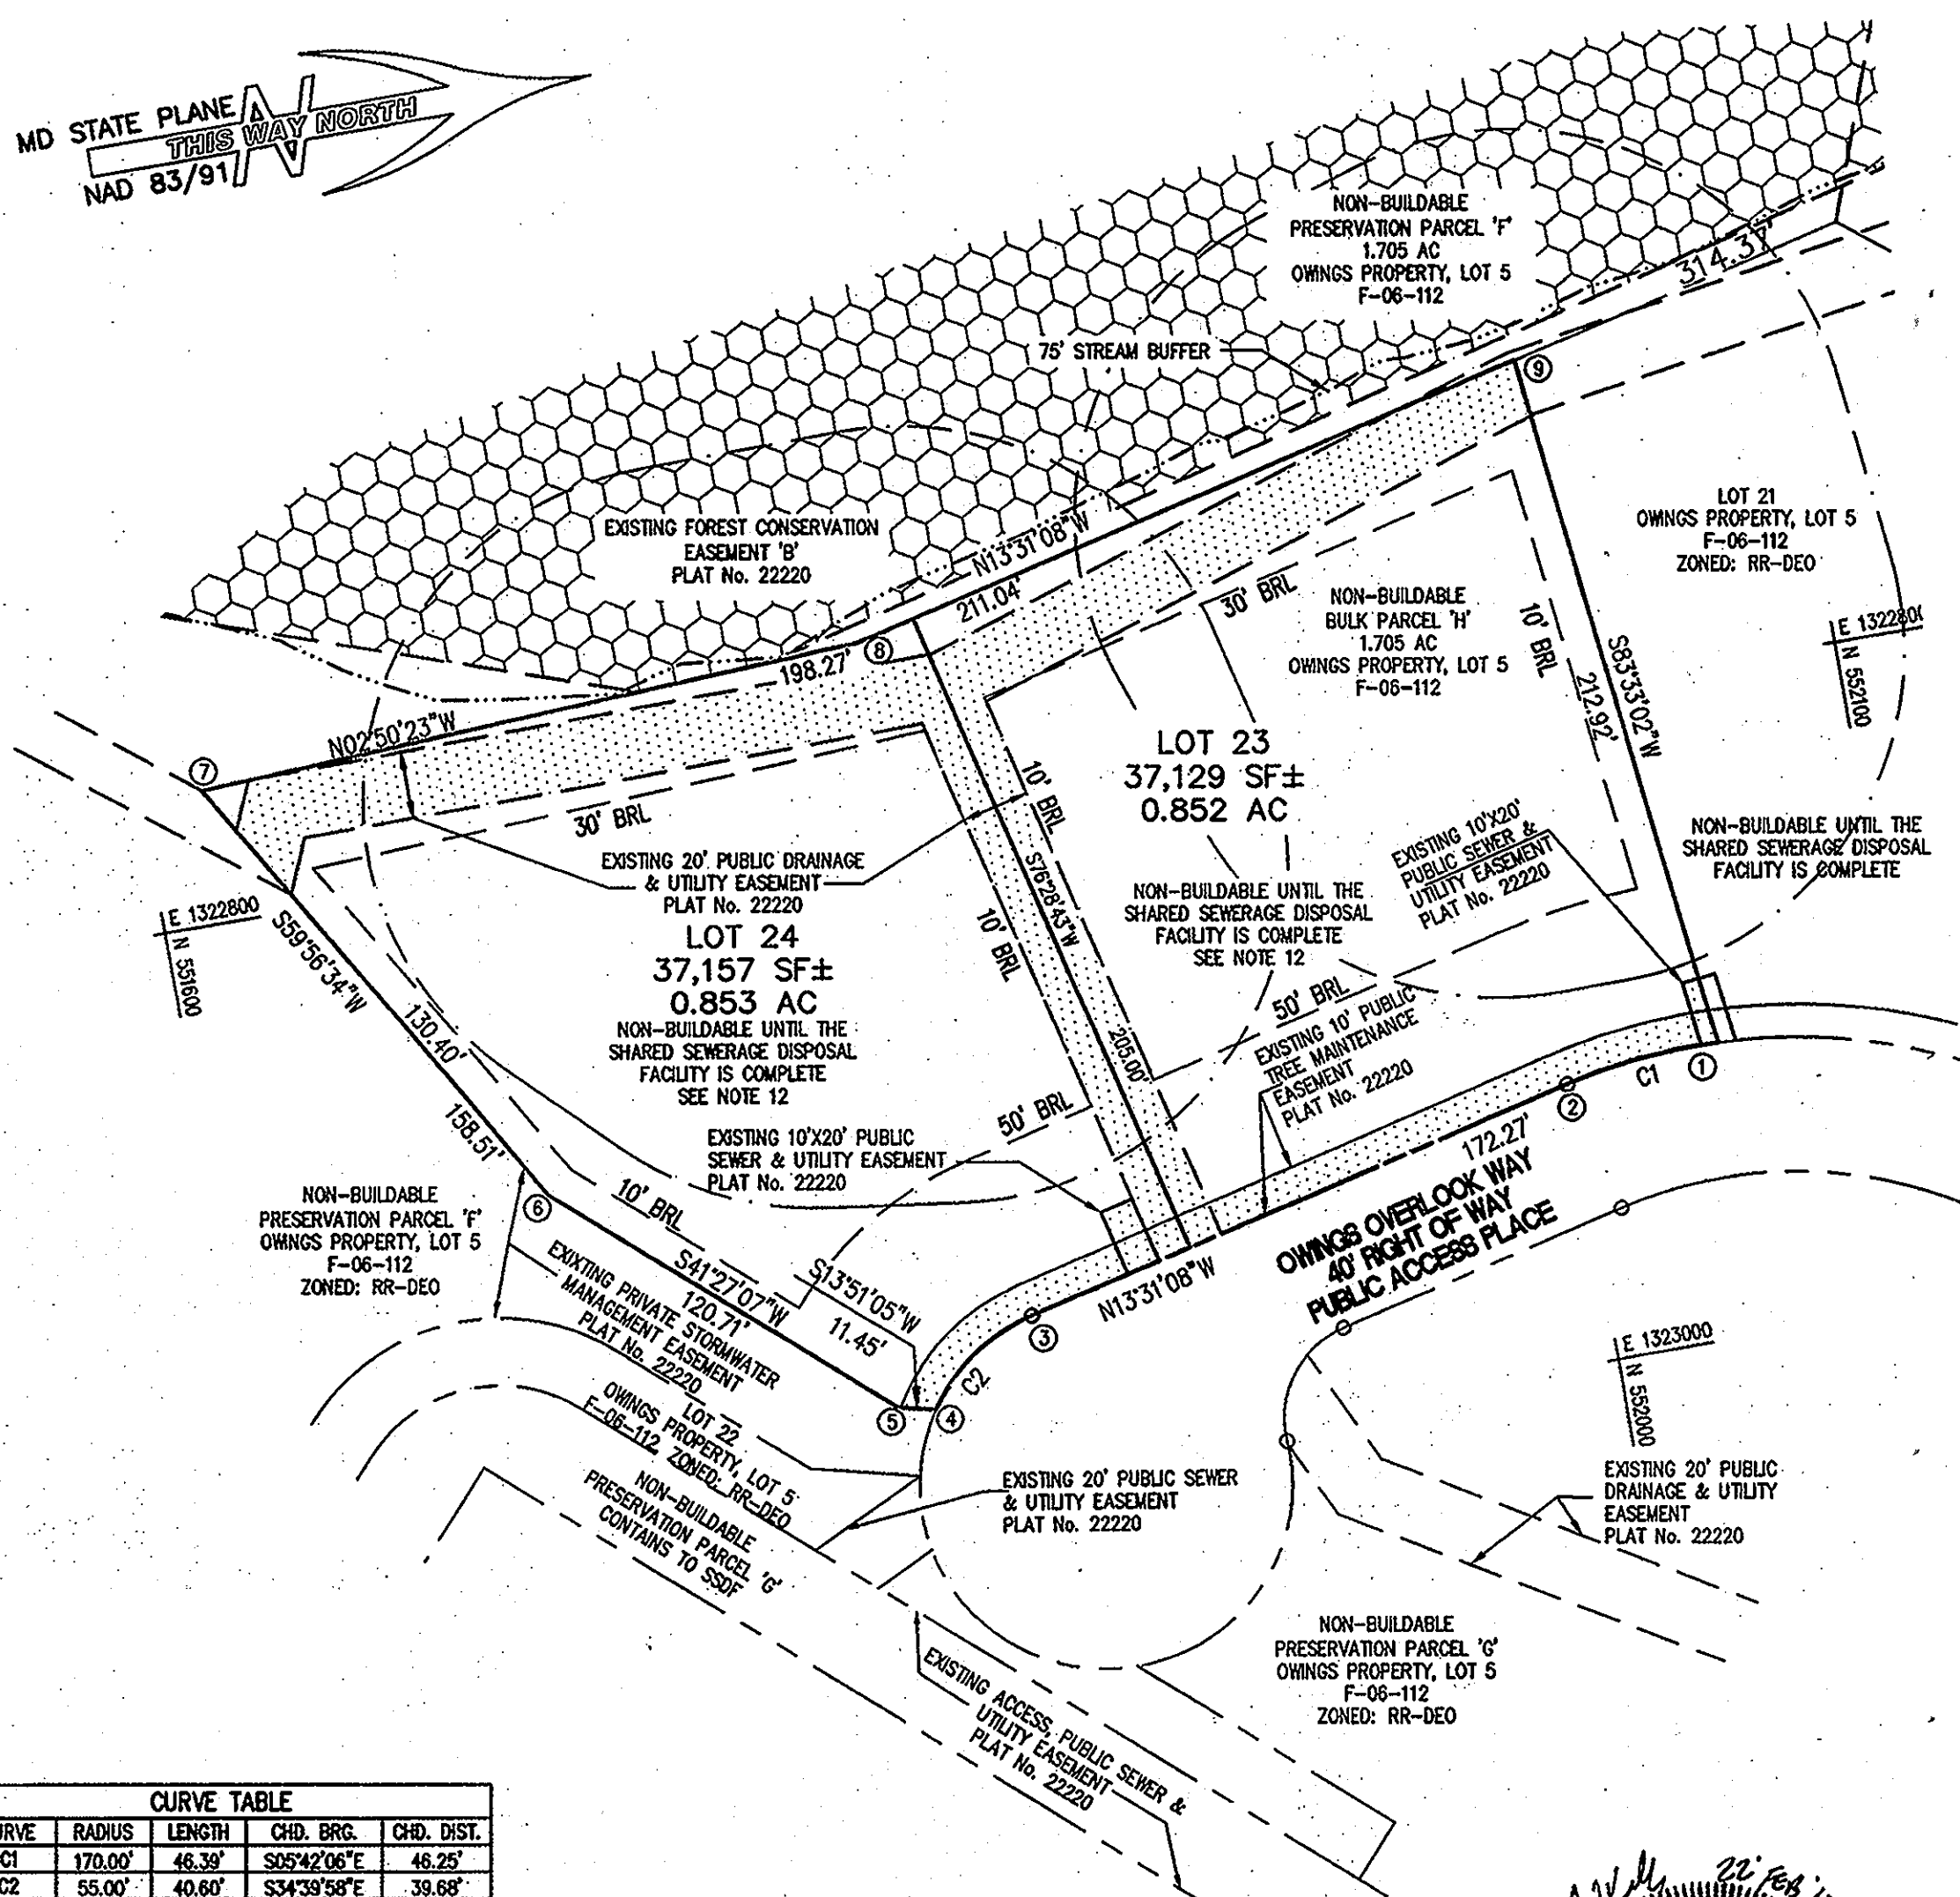 MD STATE PLANE
THIS WAY NORTH
N
NAD 83/91
NON-BUILDABLE
PRESERVATION PARCEL 'F'
1.705 AC
OWINGS PROPERTY, LOT 5
F-06-112
314.37'
75' STREAM BUFFER
9
EXISTING FOREST CONSERVATION
EASEMENT 'B'
PLAT No. 22220
N13°31'08"W
211.04'
30' BRL
NON-BUILDABLE
BULK PARCEL 'H'
1.705 AC
OWINGS PROPERTY, LOT 5
F-06-112
10' BRL
212.92'
S83°33'02"W
LOT 21
OWINGS PROPERTY, LOT 5
F-06-112
ZONED: RR-DEO
N 552100
8
198.27'
N02°50'23"W
7
30' BRL
EXISTING 20' PUBLIC DRAINAGE
& UTILITY EASEMENT
PLAT No. 22220
10' BRL
LOT 23
37,129 SF±
0.852 AC
NON-BUILDABLE UNTIL THE
SHARED SEWERAGE DISPOSAL
FACILITY IS COMPLETE
SEE NOTE 12
EXISTING 10'X20'
PUBLIC SEWER &
UTILITY EASEMENT
PLAT No. 22220
NON-BUILDABLE UNTIL THE
SHARED SEWERAGE DISPOSAL
FACILITY IS COMPLETE
E 1322800
N 551600
S59°56'34"W
130.40'
158.51'
LOT 24
37,157 SF±
0.853 AC
NON-BUILDABLE UNTIL THE
SHARED SEWERAGE DISPOSAL
FACILITY IS COMPLETE
SEE NOTE 12
10' BRL
S76°28'43"W
205.00'
50' BRL
EXISTING 10' PUBLIC
TREE MAINTENANCE
EASEMENT
PLAT No. 22220
C1
1
2
172.27'
50' BRL
EXISTING 10'X20' PUBLIC
SEWER & UTILITY EASEMENT
PLAT No. 22220
NON-BUILDABLE
PRESERVATION PARCEL 'F'
OWINGS PROPERTY, LOT 5
F-06-112
ZONED: RR-DEO
6
10' BRL
S41°27'07"W
120.71'
S13°51'05"W
11.45'
EXIXTING PRIVATE STORMWATER
MANAGEMENT EASEMENT
PLAT No. 22220
N13°31'08"W
OWINGS OVERLOOK WAY
40' RIGHT OF WAY
PUBLIC ACCESS PLACE
3
C2
5
4
E 1323000
N 552000
LOT 22
OWINGS PROPERTY, LOT 5
F-06-112 ZONED: RR-DEO
NON-BUILDABLE
PRESERVATION PARCEL 'G'
CONTAINS TO SSDF
EXISTING 20' PUBLIC SEWER
& UTILITY EASEMENT
PLAT No. 22220
EXISTING 20' PUBLIC
DRAINAGE & UTILITY
EASEMENT
PLAT No. 22220
NON-BUILDABLE
PRESERVATION PARCEL 'G'
OWINGS PROPERTY, LOT 5
F-06-112
ZONED: RR-DEO
EXISTING ACCESS, PUBLIC SEWER &
UTILITY EASEMENT
PLAT No. 22220
CURVE TABLE
RADIUS LENGTH CHD. BRG. CHD. DIST.
C1 170.00' 46.39' S05°42'06"E 46.25'
C2 55.00' 40.60' S34°39'58"E 39.68'
22 FEB